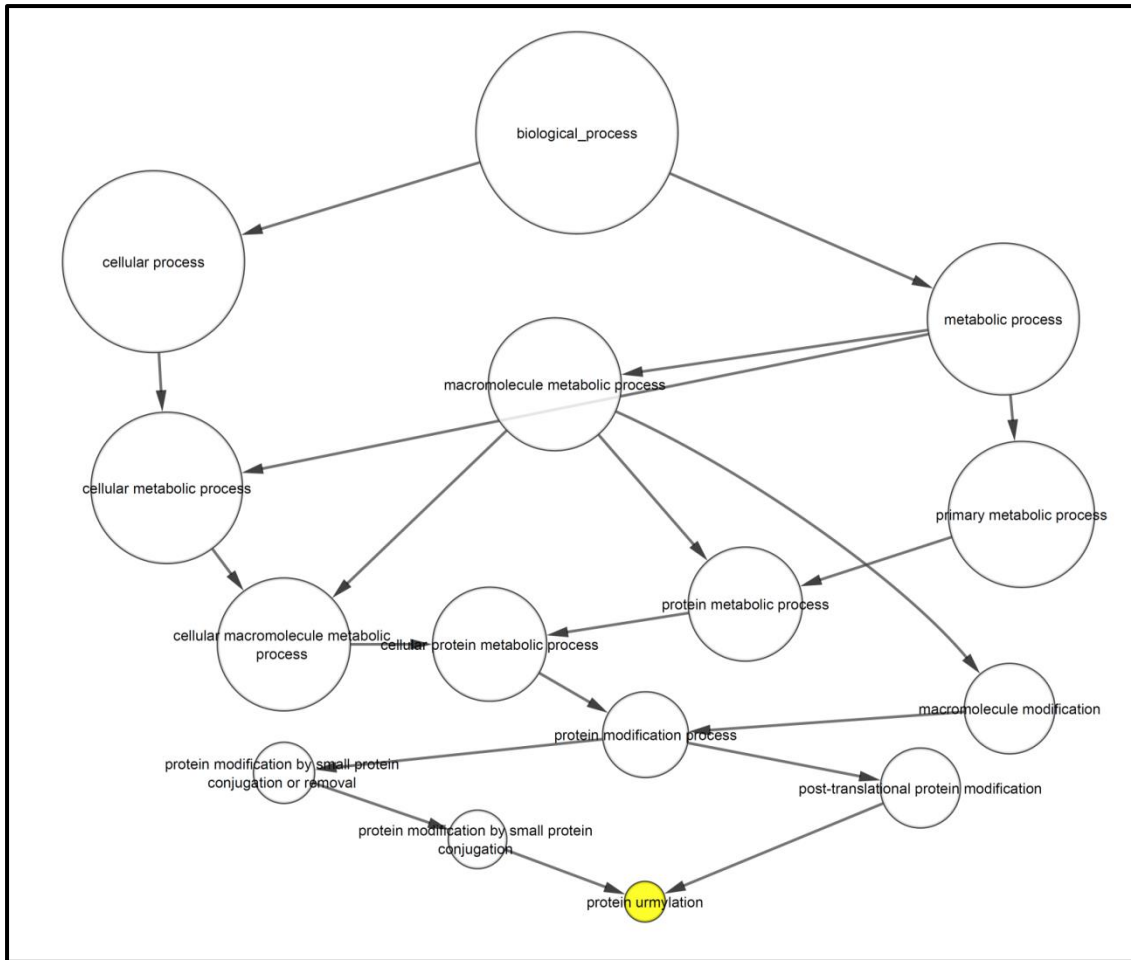 biological_process
cellular process
metabolic process
macromolecule metabolic process
cellular metabolic process
primary metabolic process
protein metabolic process
cellular macromolecule metabolic
process
cellular protein metabolic process
macromolecule modification
protein modification process
protein modification by small protein
conjugation or removal
post-translational protein modification
protein modification by small protein
conjugation
protein urmylation